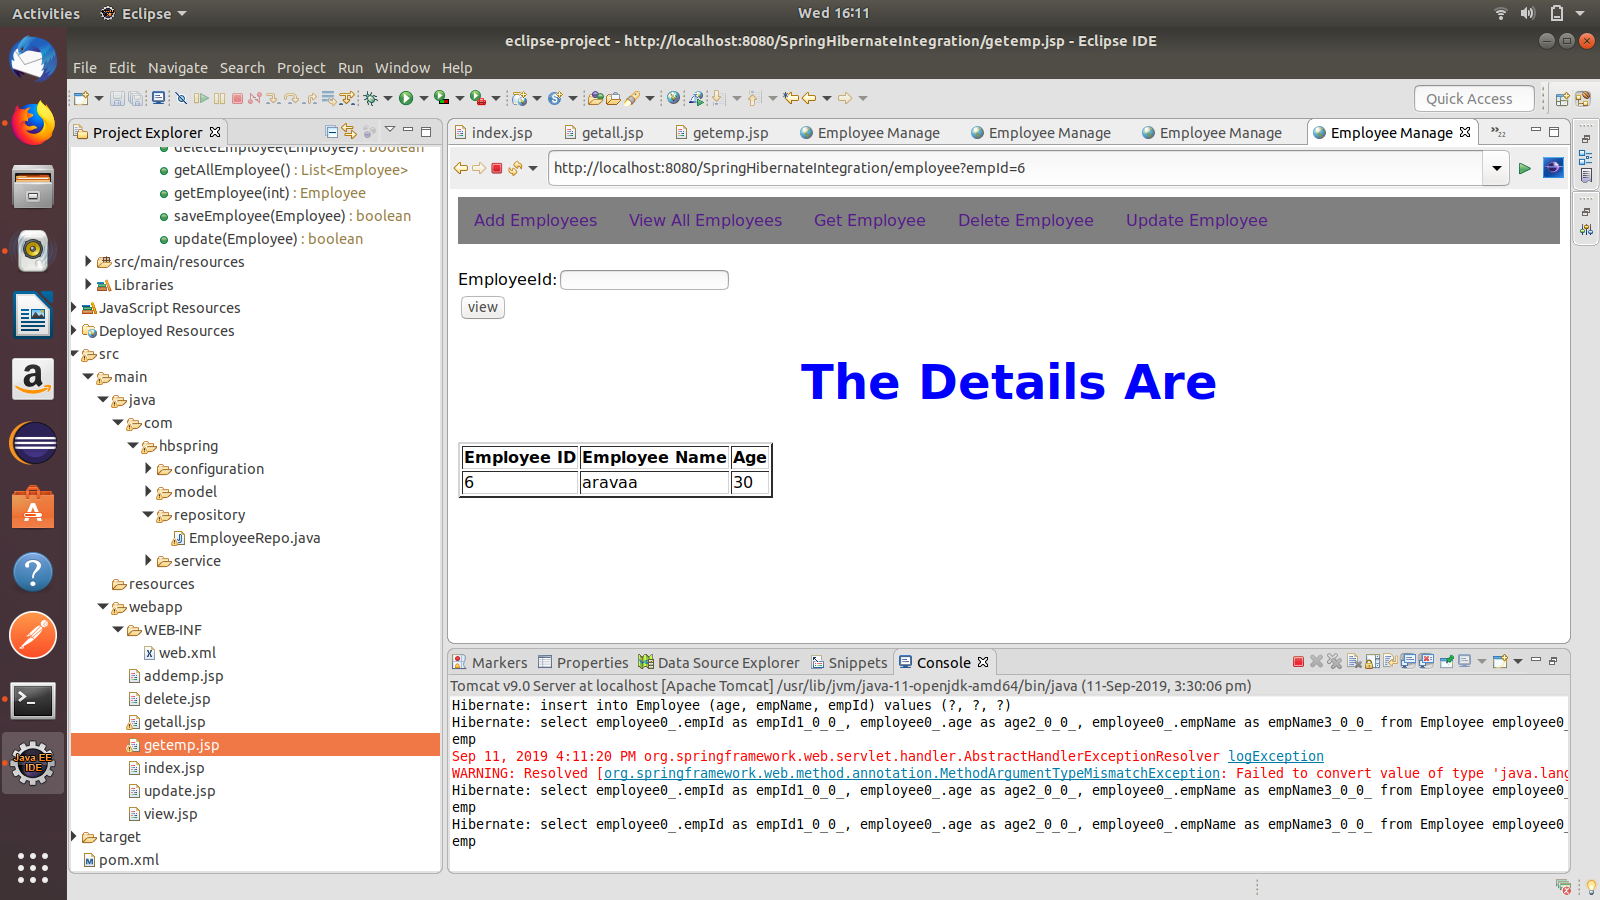 Activities
Eclipse
Wed 16:11
eclipse-project - http://localhost:8080/SpringHibernateIntegration/getemp.jsp - Eclipse IDE
File Edit Navigate Search Project Run Window Help
Quick Access
Project Explorer
deleteEmployee(Employee) : boolean
getAllEmployee() : List<Employee>
getEmployee(int) : Employee
saveEmployee(Employee) : boolean
update(Employee) : boolean
src/main/resources
Libraries
JavaScript Resources
Deployed Resources
src
main
java
com
hbspring
configuration
model
repository
EmployeeRepo.java
service
resources
webapp
WEB-INF
web.xml
addemp.jsp
delete.jsp
getall.jsp
getemp.jsp
index.jsp
update.jsp
view.jsp
target
pom.xml
index.jsp getall.jsp getemp.jsp Employee Manage Employee Manage Employee Manage Employee Manage »22
http://localhost:8080/SpringHibernateIntegration/employee?empId=6
Add Employees View All Employees Get Employee Delete Employee Update Employee
EmployeeId:
view
The Details Are
Employee ID Employee Name Age
6 aravaa 30
Markers Properties Data Source Explorer Snippets Console
Tomcat v9.0 Server at localhost [Apache Tomcat] /usr/lib/jvm/java-11-openjdk-amd64/bin/java (11-Sep-2019, 3:30:06 pm)
Hibernate: insert into Employee (age, empName, empId) values (?, ?, ?)
Hibernate: select employee0_.empId as empId1_0_0_, employee0_.age as age2_0_0_, employee0_.empName as empName3_0_0_ from Employee employee0_
emp
Sep 11, 2019 4:11:20 PM org.springframework.web.servlet.handler.AbstractHandlerExceptionResolver logException
WARNING: Resolved [org.springframework.web.method.annotation.MethodArgumentTypeMismatchException: Failed to convert value of type 'java.lang
Hibernate: select employee0_.empId as empId1_0_0_, employee0_.age as age2_0_0_, employee0_.empName as empName3_0_0_ from Employee employee0_
emp
Hibernate: select employee0_.empId as empId1_0_0_, employee0_.age as age2_0_0_, employee0_.empName as empName3_0_0_ from Employee employee0_
emp
Java EE
IDE